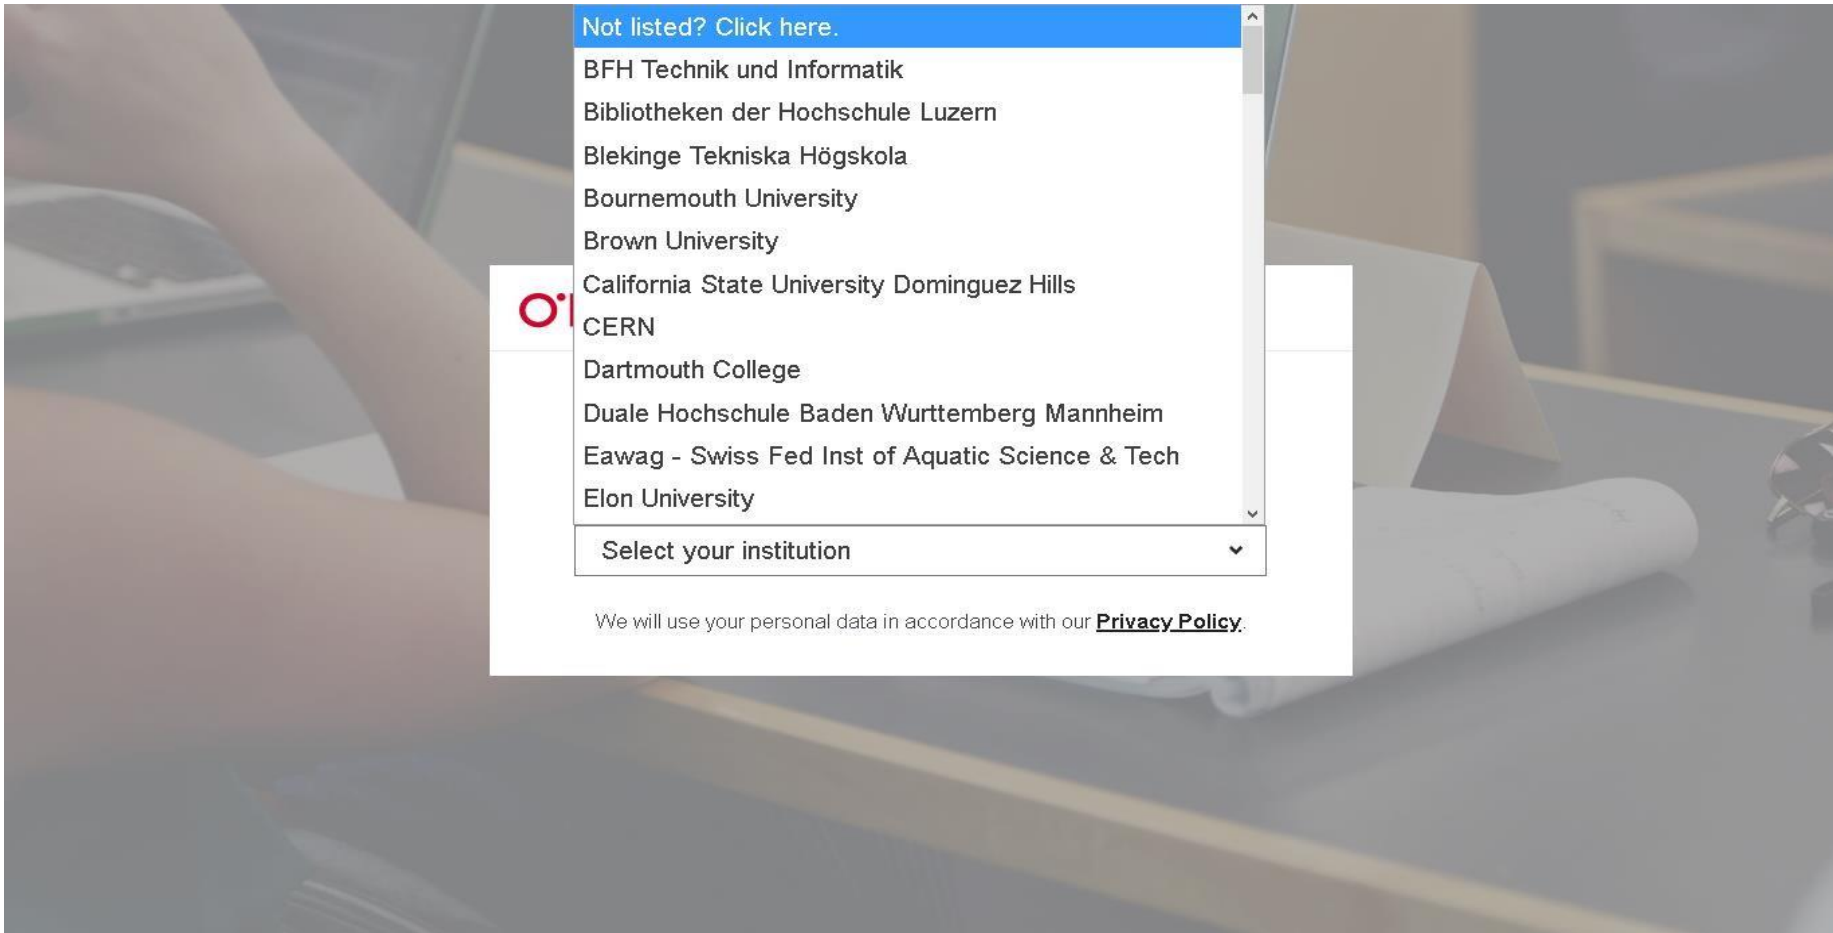 Not listed? Click here.
BFH Technik und Informatik
Bibliotheken der Hochschule Luzern
Blekinge Tekniska Högskola
Bournemouth University
Brown University
California State University Dominguez Hills
CERN
Dartmouth College
Duale Hochschule Baden Wurttemberg Mannheim
Eawag - Swiss Fed Inst of Aquatic Science & Tech
Elon University
Select your institution
We will use your personal data in accordance with our Privacy Policy.